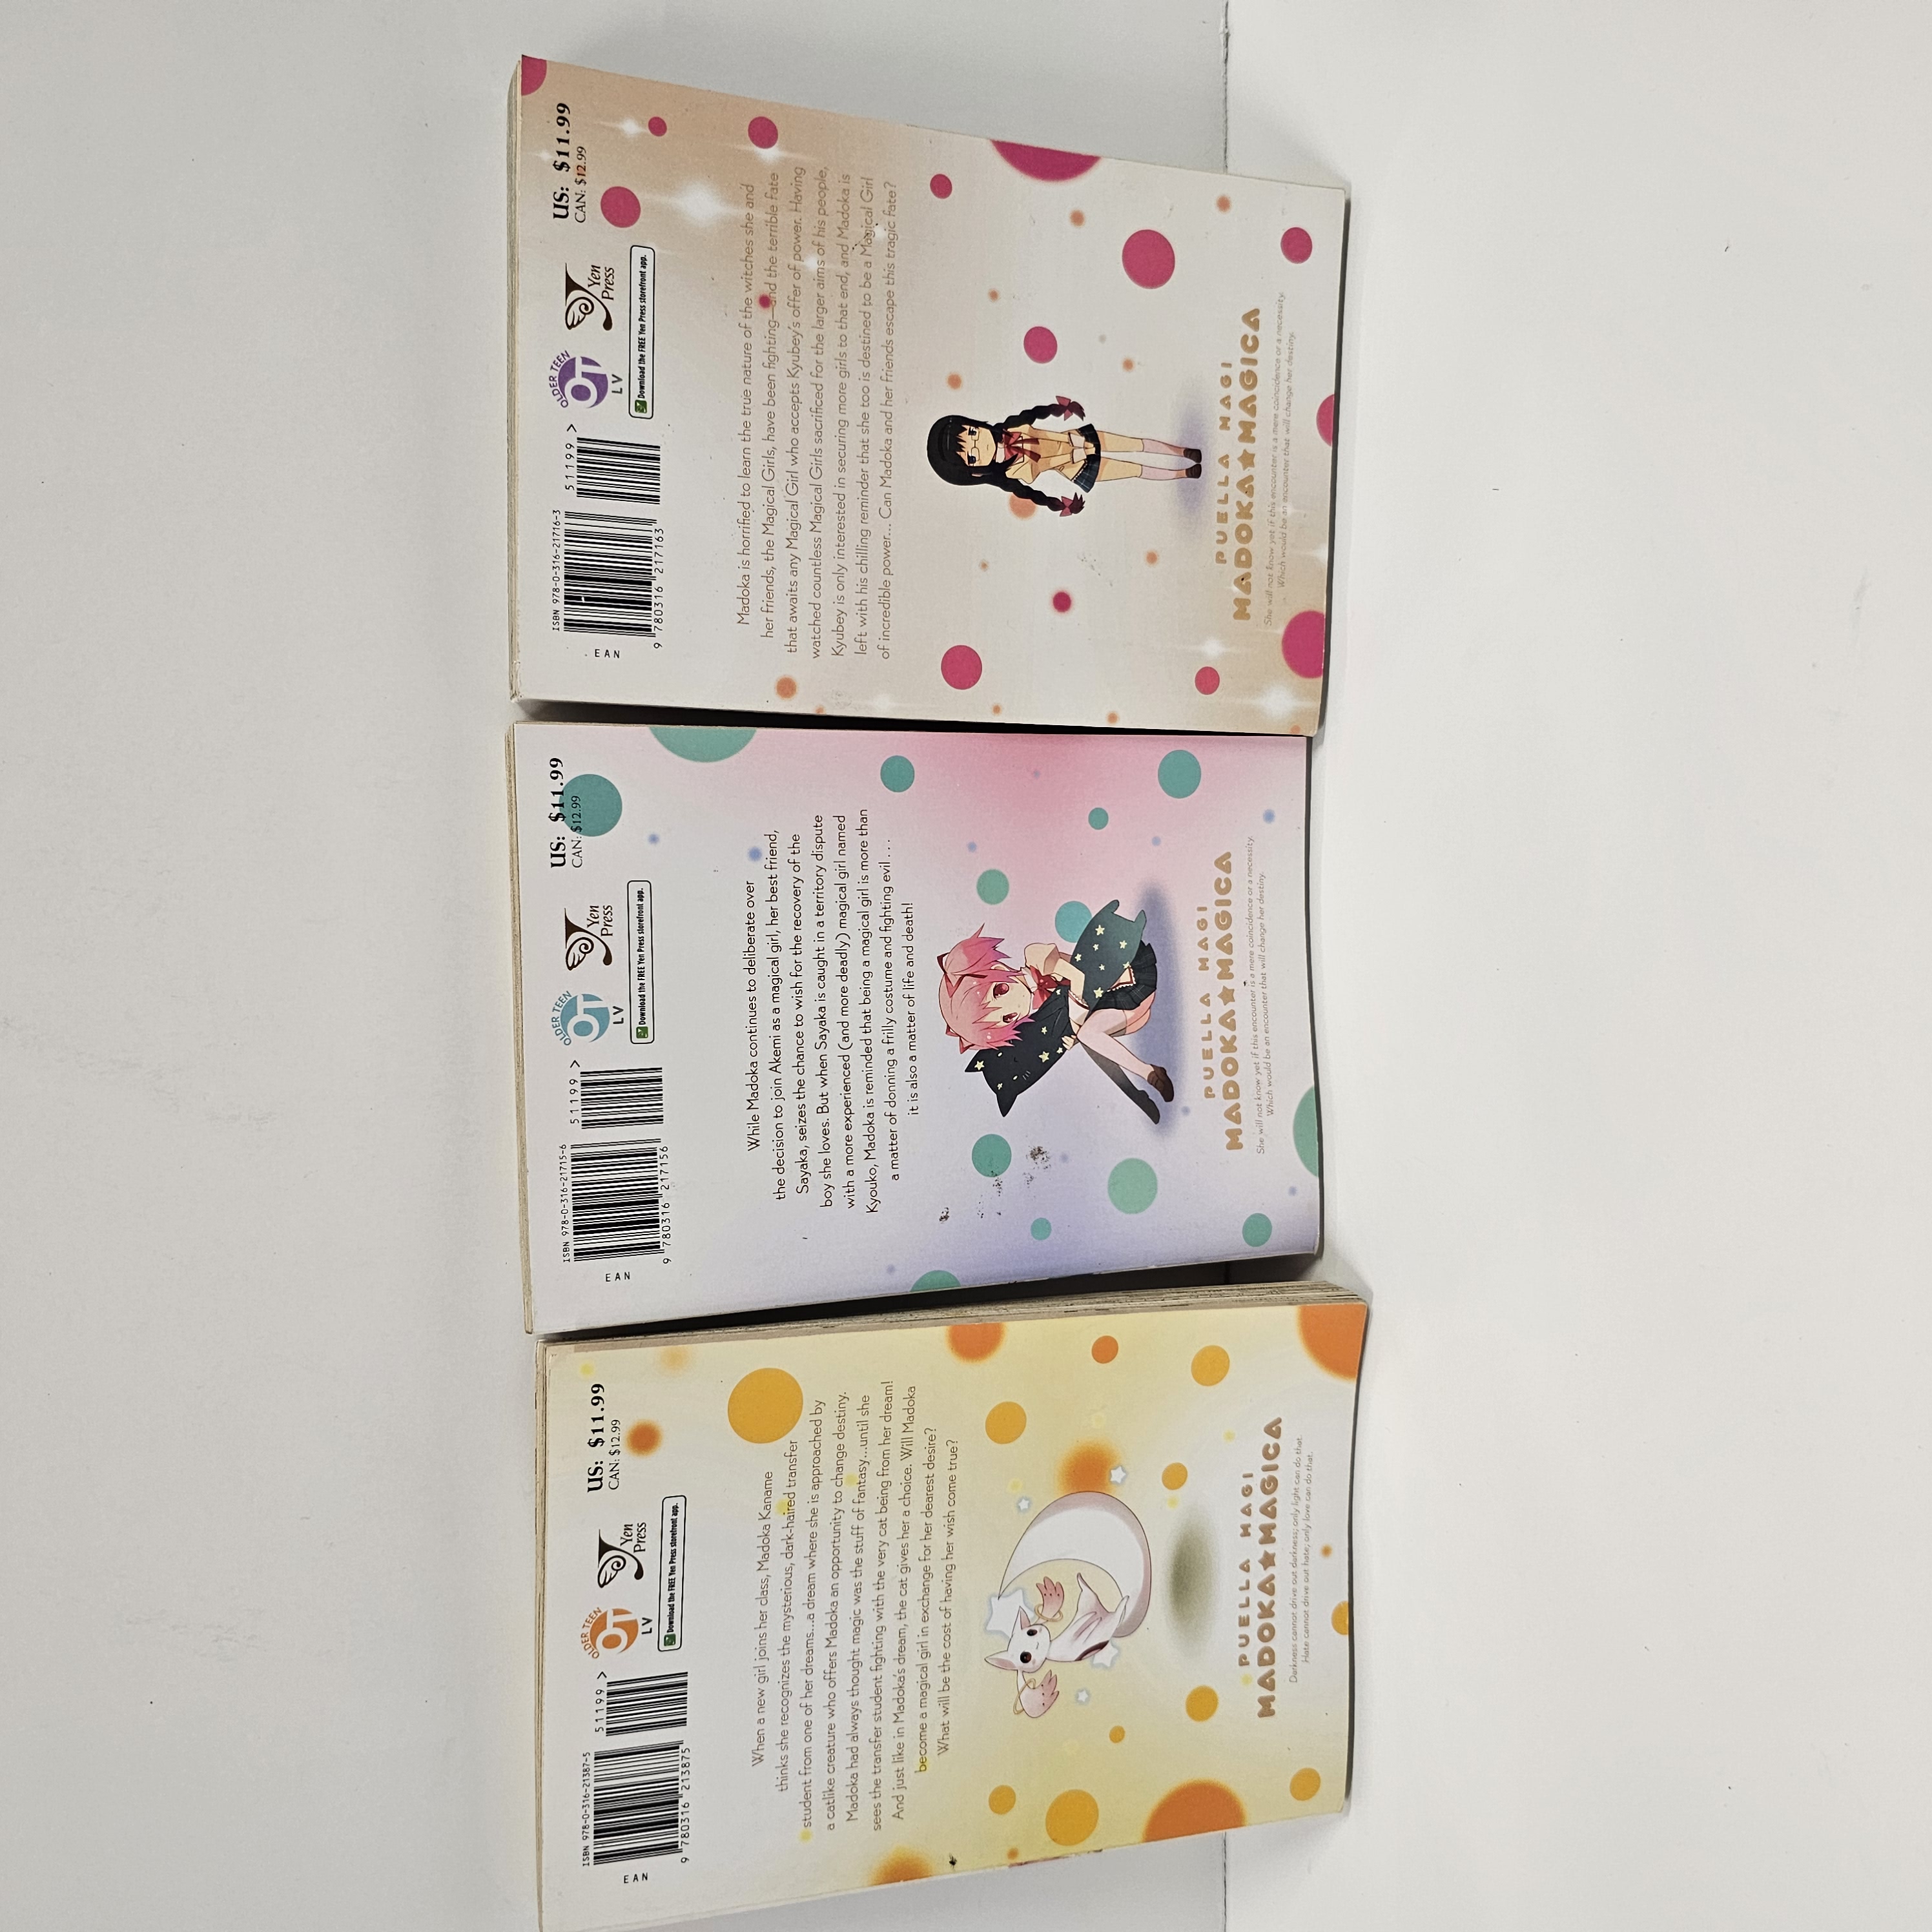 ISBN 978-0-316-21387-5
51199 >
EAN
9 780316 213875
OLDER TEEN
OT
LV
Yen
Press
US: $11.99
CAN: $12.99
Download the FREE Yen Press storefront app.
When a new girl joins her class, Madoka Kaname
thinks she recognizes the mysterious, dark-haired transfer
student from one of her dreams...a dream where she is approached by
a catlike creature who offers Madoka an opportunity to change destiny.
Madoka had always thought magic was the stuff of fantasy...until she
sees the transfer student fighting with the very cat being from her dream!
And just like in Madoka's dream, the cat gives her a choice. Will Madoka
become a magical girl in exchange for her dearest desire?
What will be the cost of having her wish come true?
PUELLA MAGI
MADOKA★MAGICA
Darkness cannot drive out darkness; only light can do that.
Hate cannot drive out hate; only love can do that.
ISBN 978-0-316-21715-6
51199 >
EAN
9 780316 217156
OLDER TEEN
OT
LV
Yen
Press
US: $11.99
CAN: $12.99
Download the FREE Yen Press storefront app.
While Madoka continues to deliberate over
the decision to join Akemi as a magical girl, her best friend,
Sayaka, seizes the chance to wish for the recovery of the
boy she loves. But when Sayaka is caught in a territory dispute
with a more experienced (and more deadly) magical girl named
Kyouko, Madoka is reminded that being a magical girl is more than
a matter of donning a frilly costume and fighting evil . . .
it is also a matter of life and death!
PUELLA MAGI
MADOKA★MAGICA
She will not know yet if this encounter is a mere coincidence or a necessity.
Which would be an encounter that will change her destiny.
ISBN 978-0-316-21716-3
51199 >
EAN
9 780316 217163
OLDER TEEN
OT
LV
Yen
Press
US: $11.99
CAN: $12.99
Download the FREE Yen Press storefront app.
Madoka is horrified to learn the true nature of the witches she and
her friends, the Magical Girls, have been fighting—and the terrible fate
that awaits any Magical Girl who accepts Kyubey's offer of power. Having
watched countless Magical Girls sacrificed for the larger aims of his people,
Kyubey is only interested in securing more girls to that end, and Madoka is
left with his chilling reminder that she too is destined to be a Magical Girl
of incredible power... Can Madoka and her friends escape this tragic fate?
PUELLA MAGI
MADOKA★MAGICA
She will not know yet if this encounter is a mere coincidence or a necessity.
Which would be an encounter that will change her destiny.